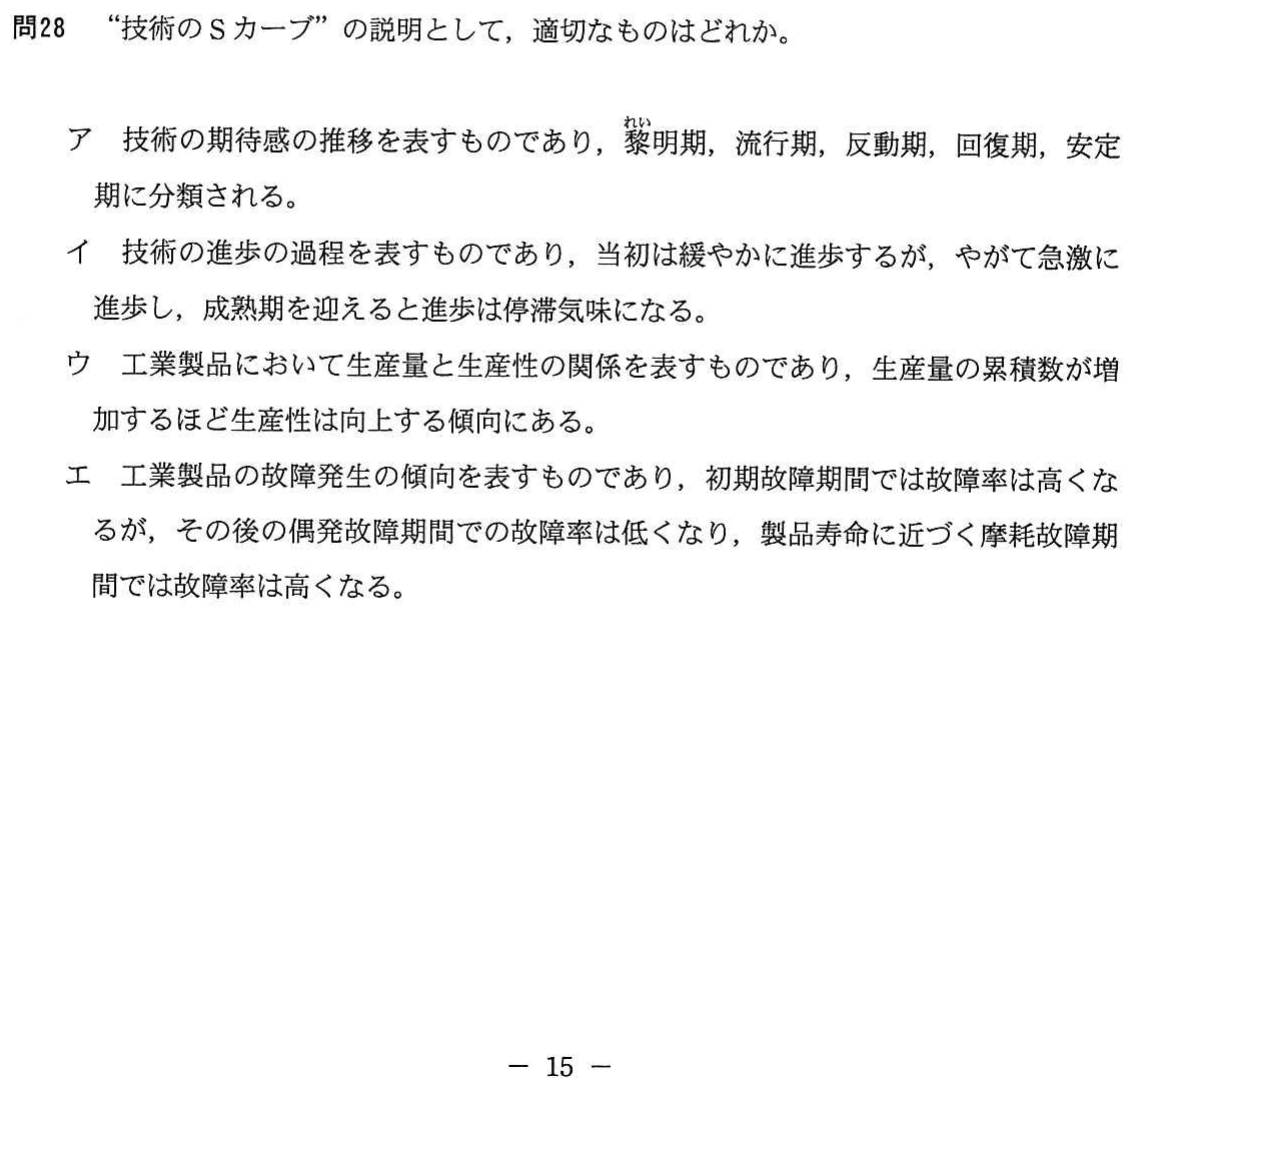 問28 “技術のSカーブ”の説明として，適切なものはどれか。
ア 技術の期待感の推移を表すものであり，黎明期，流行期，反動期，回復期，安定
れい
期に分類される。
イ 技術の進歩の過程を表すものであり，当初は緩やかに進歩するが，やがて急激に
進歩し，成熟期を迎えると進歩は停滞気味になる。
ウ 工業製品において生産量と生産性の関係を表すものであり，生産量の累積数が増
加するほど生産性は向上する傾向にある。
エ 工業製品の故障発生の傾向を表すものであり，初期故障期間では故障率は高くな
るが，その後の偶発故障期間での故障率は低くなり，製品寿命に近づく摩耗故障期
間では故障率は高くなる。
－ 15 －